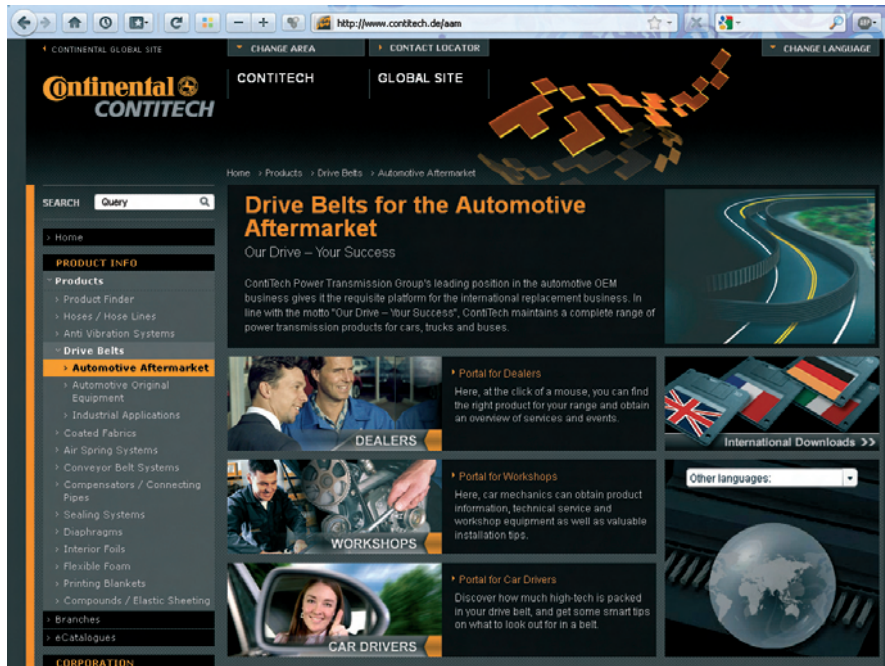 http://www.contitech.de/aam
CONTINENTAL GLOBAL SITE
CHANGE AREA
CONTACT LOCATOR
CHANGE LANGUAGE
Continental
CONTITECH
CONTITECH
GLOBAL SITE
Home > Products > Drive Belts > Automotive Aftermarket
SEARCH
Query
> Home
PRODUCT INFO
Products
> Product Finder
> Hoses / Hose Lines
> Anti Vibration Systems
Drive Belts
> Automotive Aftermarket
> Automotive Original
Equipment
> Industrial Applications
> Coated Fabrics
> Air Spring Systems
> Conveyor Belt Systems
> Compensators / Connecting
Pipes
> Sealing Systems
> Diaphragms
> Interior Foils
> Flexible Foam
> Printing Blankets
> Compounds / Elastic Sheeting
> Branches
> eCatalogues
CORPORATION
Drive Belts for the Automotive
Aftermarket
Our Drive – Your Success
ContiTech Power Transmission Group's leading position in the automotive OEM
business gives it the requisite platform for the international replacement business. In
line with the motto "Our Drive – Your Success", ContiTech maintains a complete range of
power transmission products for cars, trucks and buses.
DEALERS
Portal for Dealers
Here, at the click of a mouse, you can find
the right product for your range and obtain
an overview of services and events.
WORKSHOPS
Portal for Workshops
Here, car mechanics can obtain product
information, technical service and
workshop equipment as well as valuable
installation tips.
CAR DRIVERS
Portal for Car Drivers
Discover how much high-tech is packed
in your drive belt, and get some smart tips
on what to look out for in a belt.
International Downloads >>
Other languages: